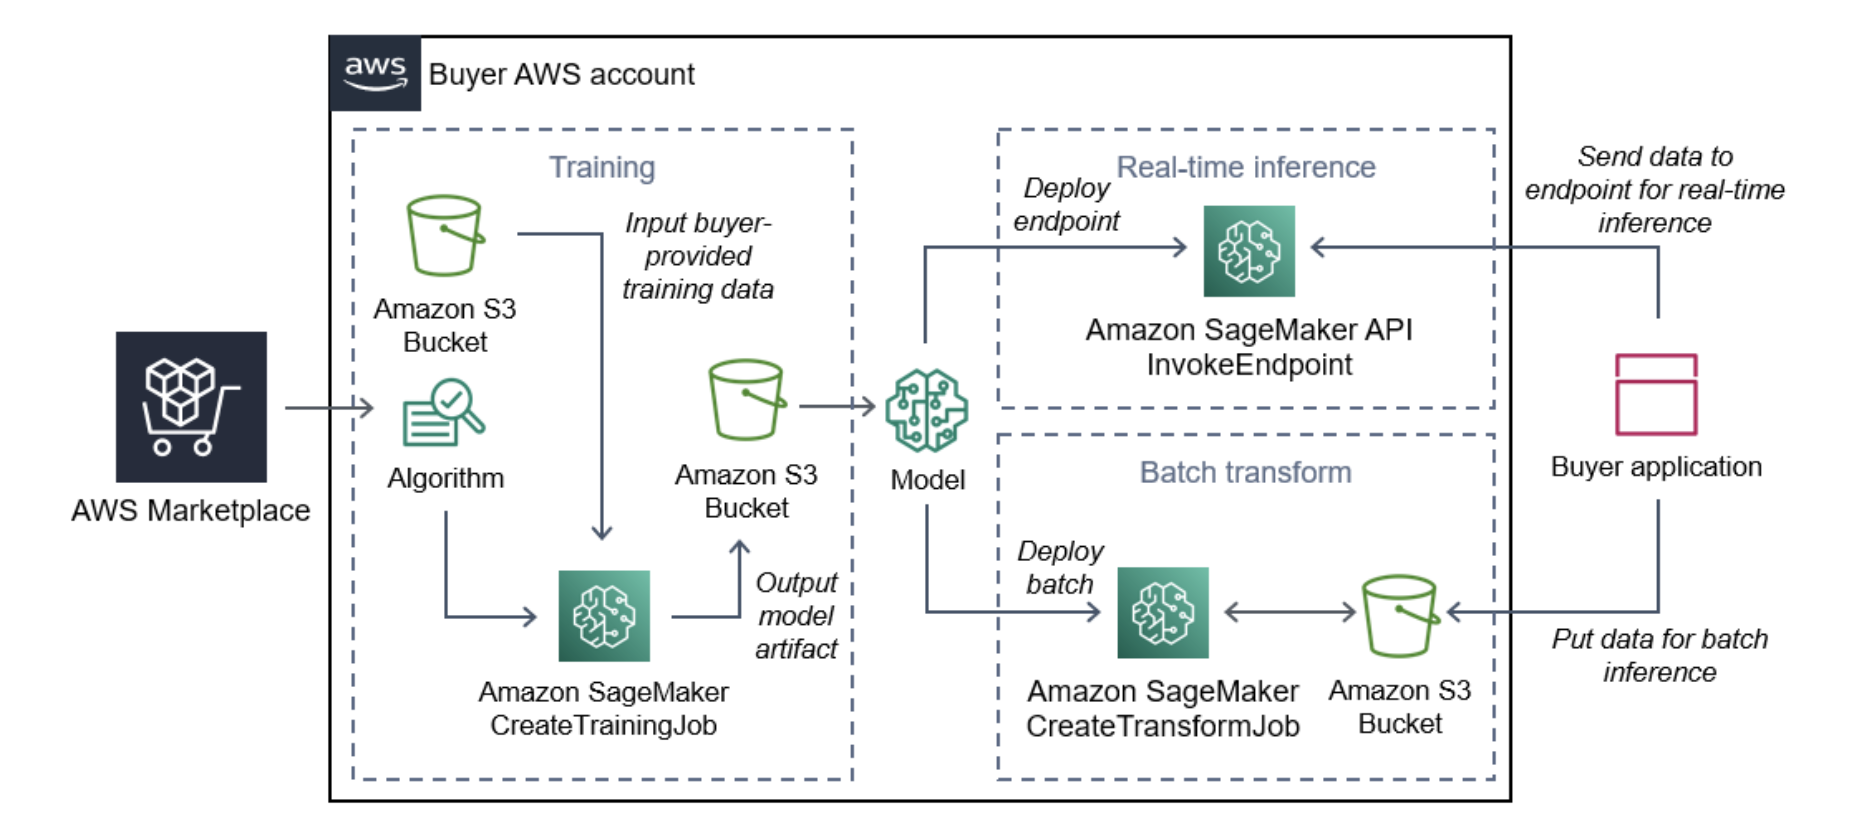 aws
Buyer AWS account
Training
Amazon S3
Bucket
Input buyer-
provided
training data
AWS Marketplace
Algorithm
Amazon S3
Bucket
Output
model
artifact
Amazon SageMaker
CreateTrainingJob
Model
Real-time inference
Deploy
endpoint
Amazon SageMaker API
InvokeEndpoint
Batch transform
Deploy
batch
Amazon SageMaker
CreateTransformJob
Amazon S3
Bucket
Send data to
endpoint for real-time
inference
Buyer application
Put data for batch
inference